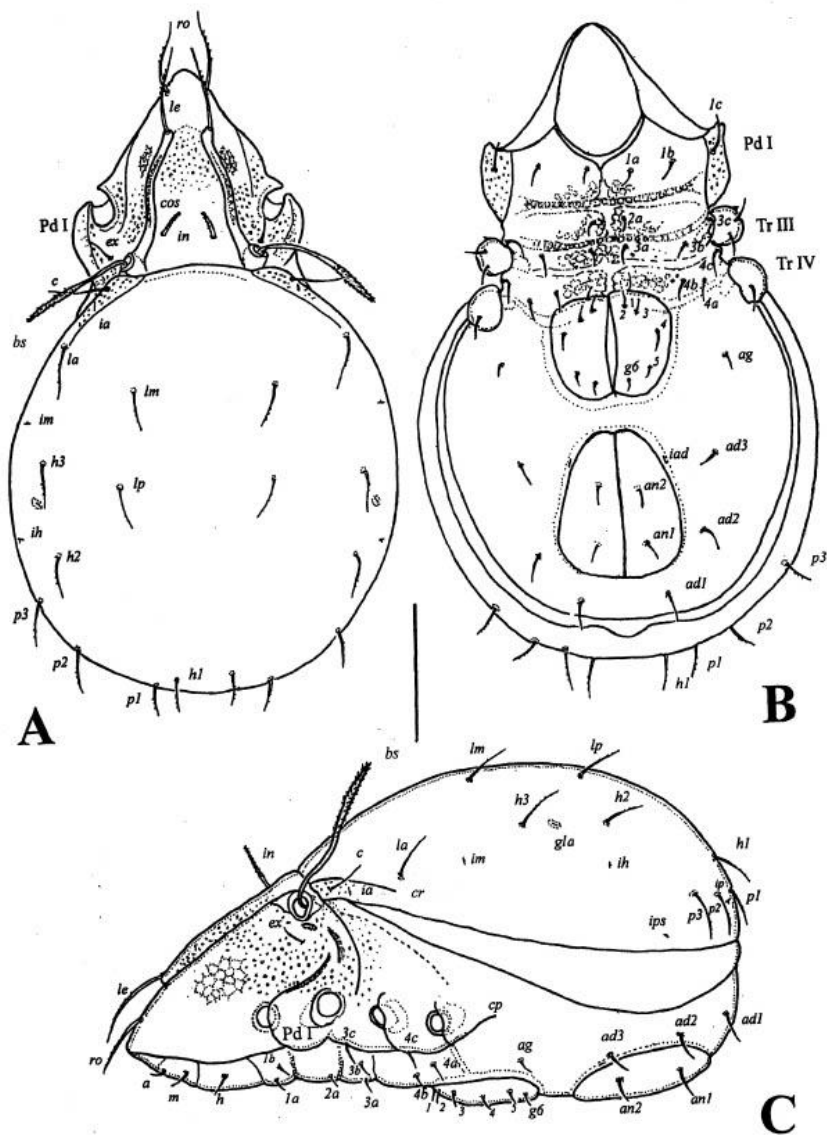 ro
le
Pd I
cos
ex
in
c
bs
ia
la
lm
im
h3
lp
ih
h2
p3
p2
p1
h1
A
1c
Pd I
1a
1b
2a
3c
Tr III
3a
3b
4c
Tr IV
4b
4a
2
1
3
4
5
g6
ag
iad
ad3
an2
an1
ad2
ad1
p3
p2
p1
h1
B
bs
lm
lp
h3
h2
gla
la
im
ih
h1
in
c
ia
cr
ip
p1
p3
p2
ips
ex
le
ro
Pd I
cp
3c
4c
ag
ad3
ad2
ad1
a
m
h
1b
1a
2a
3b
3a
4a
4b
1
2
3
4
5
g6
an2
an1
C